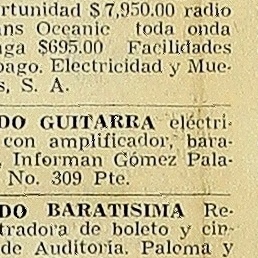 rtunidad $7,950.00 radio
ns Oceanic toda onda
ga $695.00 Facilidades
pago. Electricidad y Mue-
s, S. A.
DO GUITARRA eléctri-
con amplificador, bara-
, Informan Gómez Pala-
No. 309 Pte.
DO BARATISIMA Re-
tradora de boleto y cin-
de Auditoría. Paloma y